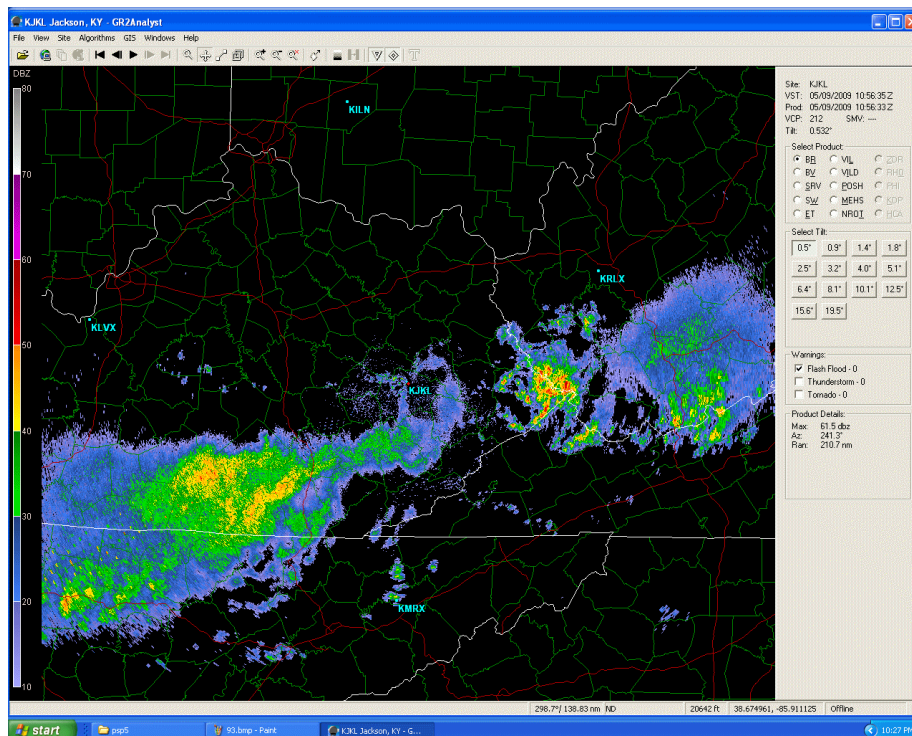 KJKL Jackson, KY - GR2Analyst
File View Site Algorithms GIS Windows Help
DBZ
80
70
60
50
40
30
20
10
KILN
KRLX
KLVX
KJKL
KMRX
Site: KJKL
VST: 05/09/2009 10:56:35 Z
Prod: 05/09/2009 10:56:33 Z
VCP: 212 SMV: ---
Tilt: 0.532°
Select Product:
BR VIL ZDR
BV VILD RHO
SRV POSH PHI
SW MEHS KDP
ET NROT HCA
Select Tilt:
0.5° 0.9° 1.4° 1.8°
2.5° 3.2° 4.0° 5.1°
6.4° 8.1° 10.1° 12.5°
15.6° 19.5°
Warnings:
Flash Flood - 0
Thunderstorm - 0
Tornado - 0
Product Details:
Max: 61.5 dbz
Az: 241.3°
Ran: 210.7 nm
298.7°/ 138.83 nm ND 20642 ft 38.674961, -85.911125 Offline
start psp5 93.bmp - Paint KJKL Jackson, KY - G... 10:27 PM